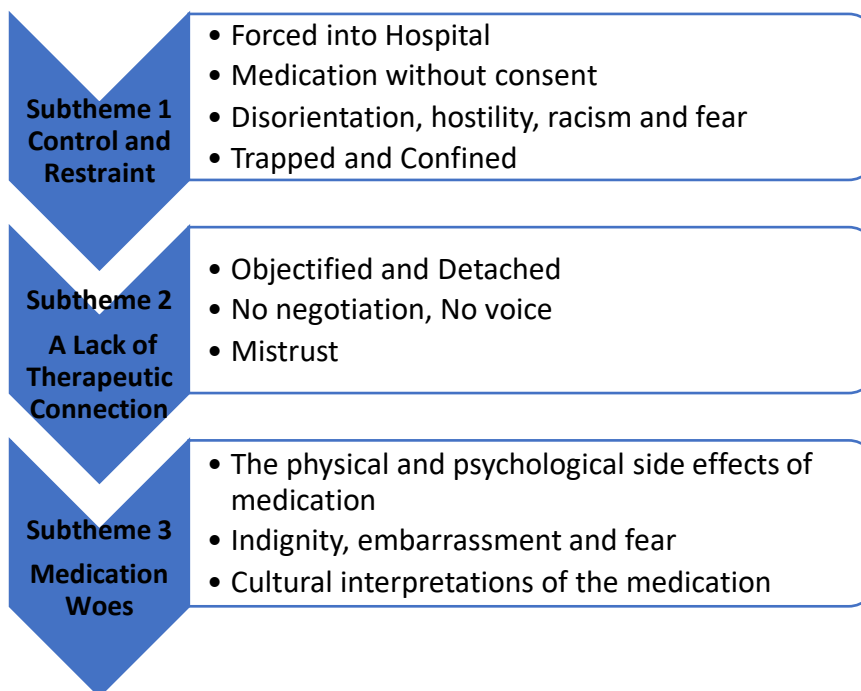 Subtheme 1
Control and
Restraint
• Forced into Hospital
• Medication without consent
• Disorientation, hostility, racism and fear
• Trapped and Confined
Subtheme 2
A Lack of
Therapeutic
Connection
• Objectified and Detached
• No negotiation, No voice
• Mistrust
Subtheme 3
Medication
Woes
• The physical and psychological side effects of
medication
• Indignity, embarrassment and fear
• Cultural interpretations of the medication